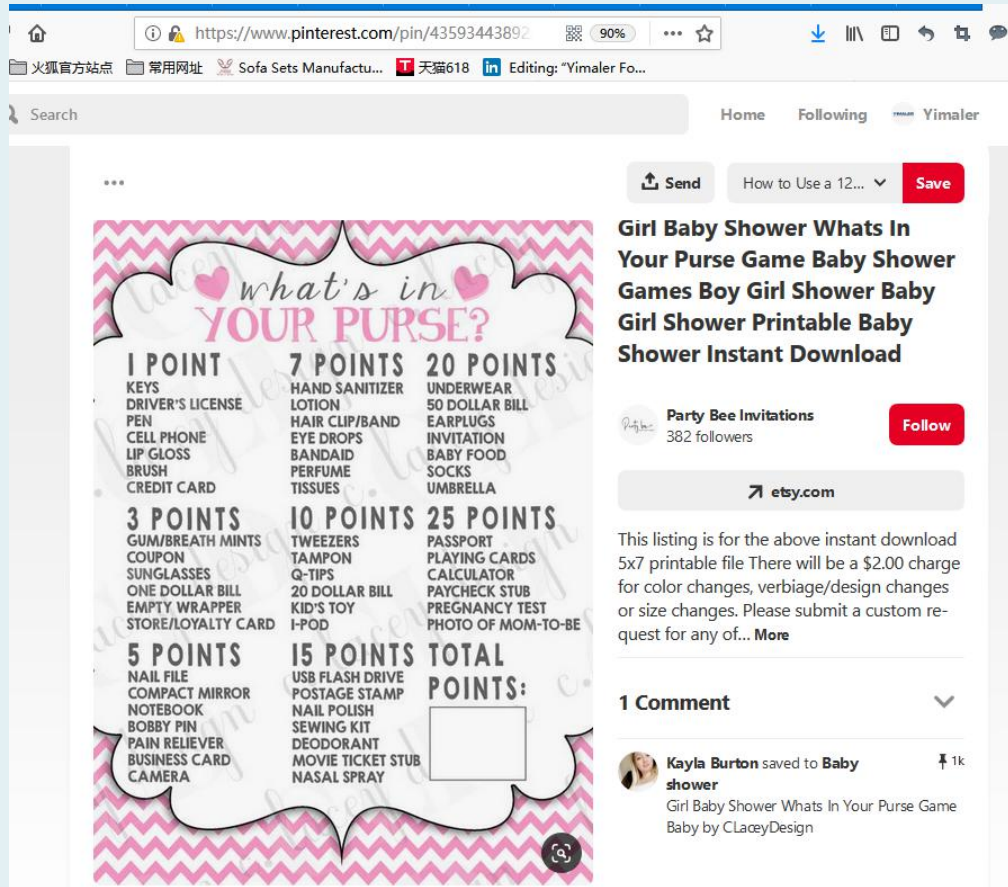 https://www.pinterest.com/pin/43593443892
90%
火狐官方站点 常用网址 Sofa Sets Manufactu... 天猫618 Editing: “Yimaler Fo...
Search
Home Following Yimaler
Send
How to Use a 12...
Save
what's in
YOUR PURSE?
1 POINT
KEYS
DRIVER'S LICENSE
PEN
CELL PHONE
LIP GLOSS
BRUSH
CREDIT CARD
7 POINTS
HAND SANITIZER
LOTION
HAIR CLIP/BAND
EYE DROPS
BANDAID
PERFUME
TISSUES
20 POINTS
UNDERWEAR
50 DOLLAR BILL
EARPLUGS
INVITATION
BABY FOOD
SOCKS
UMBRELLA
3 POINTS
GUM/BREATH MINTS
COUPON
SUNGLASSES
ONE DOLLAR BILL
EMPTY WRAPPER
STORE/LOYALTY CARD
10 POINTS
TWEEZERS
TAMPON
Q-TIPS
20 DOLLAR BILL
KID'S TOY
I-POD
25 POINTS
PASSPORT
PLAYING CARDS
CALCULATOR
PAYCHECK STUB
PREGNANCY TEST
PHOTO OF MOM-TO-BE
5 POINTS
NAIL FILE
COMPACT MIRROR
NOTEBOOK
BOBBY PIN
PAIN RELIEVER
BUSINESS CARD
CAMERA
15 POINTS
USB FLASH DRIVE
POSTAGE STAMP
NAIL POLISH
SEWING KIT
DEODORANT
MOVIE TICKET STUB
NASAL SPRAY
TOTAL
POINTS:
c. lacey design
Girl Baby Shower Whats In
Your Purse Game Baby Shower
Games Boy Girl Shower Baby
Girl Shower Printable Baby
Shower Instant Download
Party Bee Invitations
382 followers
Follow
etsy.com
This listing is for the above instant download
5x7 printable file There will be a $2.00 charge
for color changes, verbiage/design changes
or size changes. Please submit a custom re-
quest for any of... More
1 Comment
Kayla Burton saved to Baby
shower
1k
Girl Baby Shower Whats In Your Purse Game
Baby by CLaceyDesign